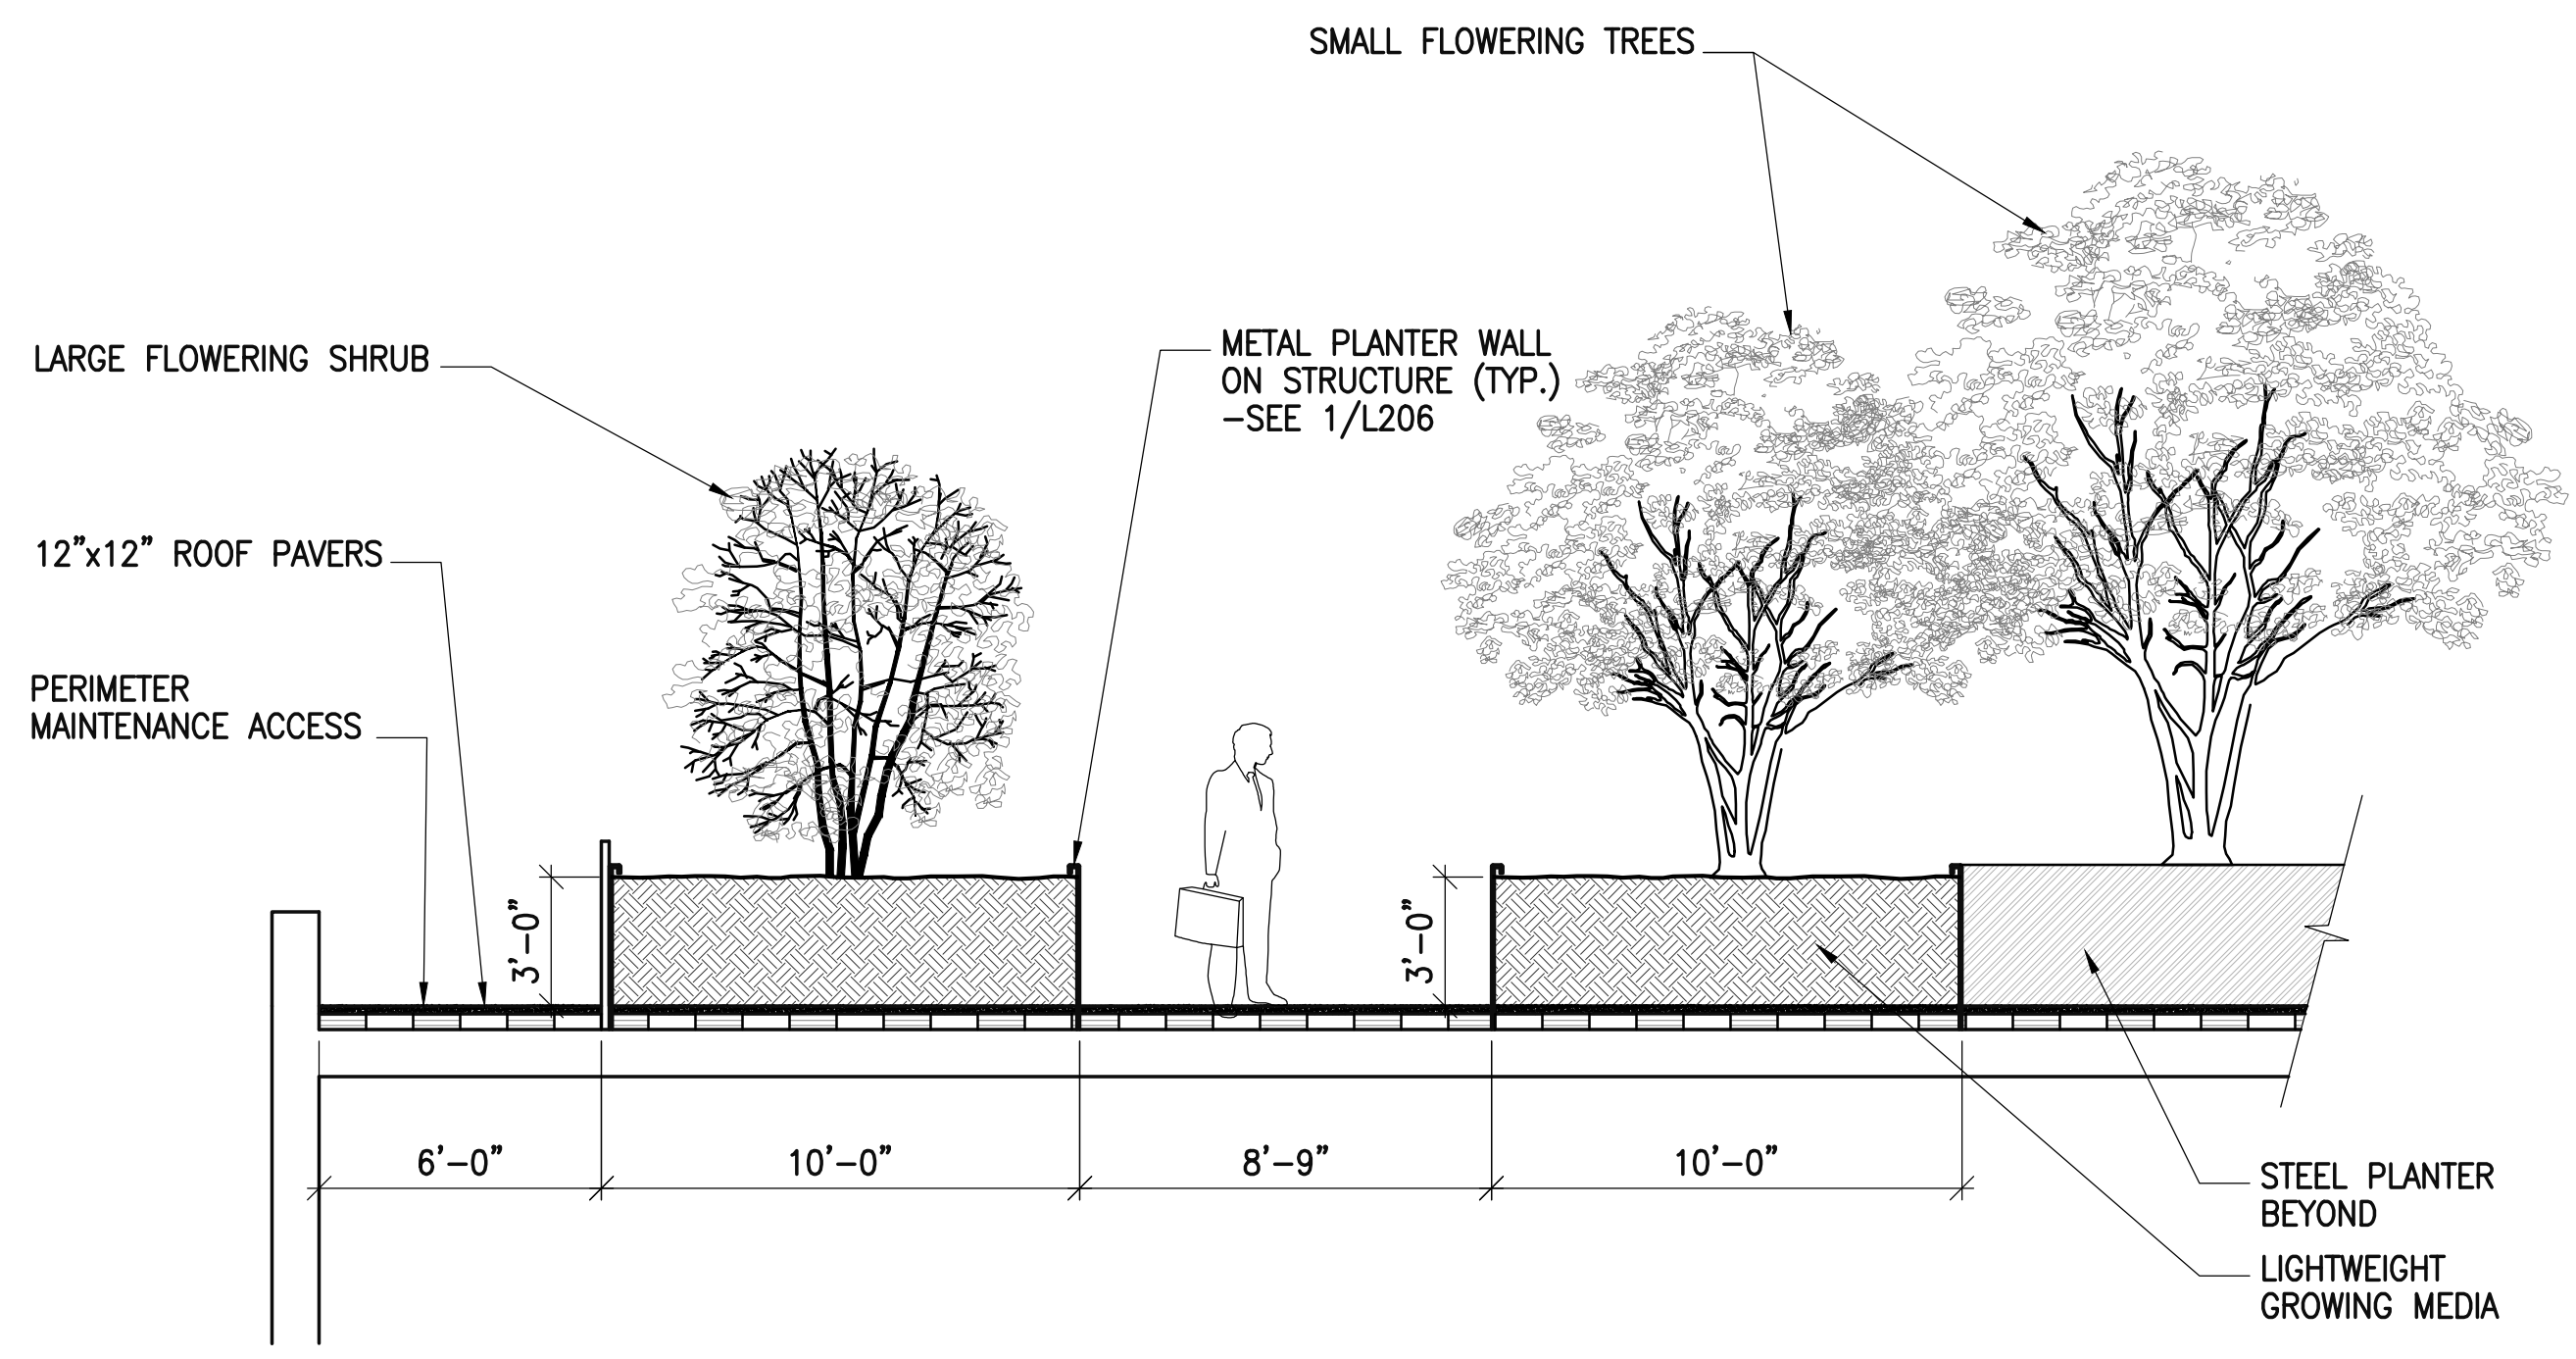 SMALL FLOWERING TREES
LARGE FLOWERING SHRUB
METAL PLANTER WALL
ON STRUCTURE (TYP.)
-SEE 1/L206
12"x12" ROOF PAVERS
PERIMETER
MAINTENANCE ACCESS
3'-0"
3'-0"
6'-0"
10'-0"
8'-9"
10'-0"
STEEL PLANTER
BEYOND
LIGHTWEIGHT
GROWING MEDIA